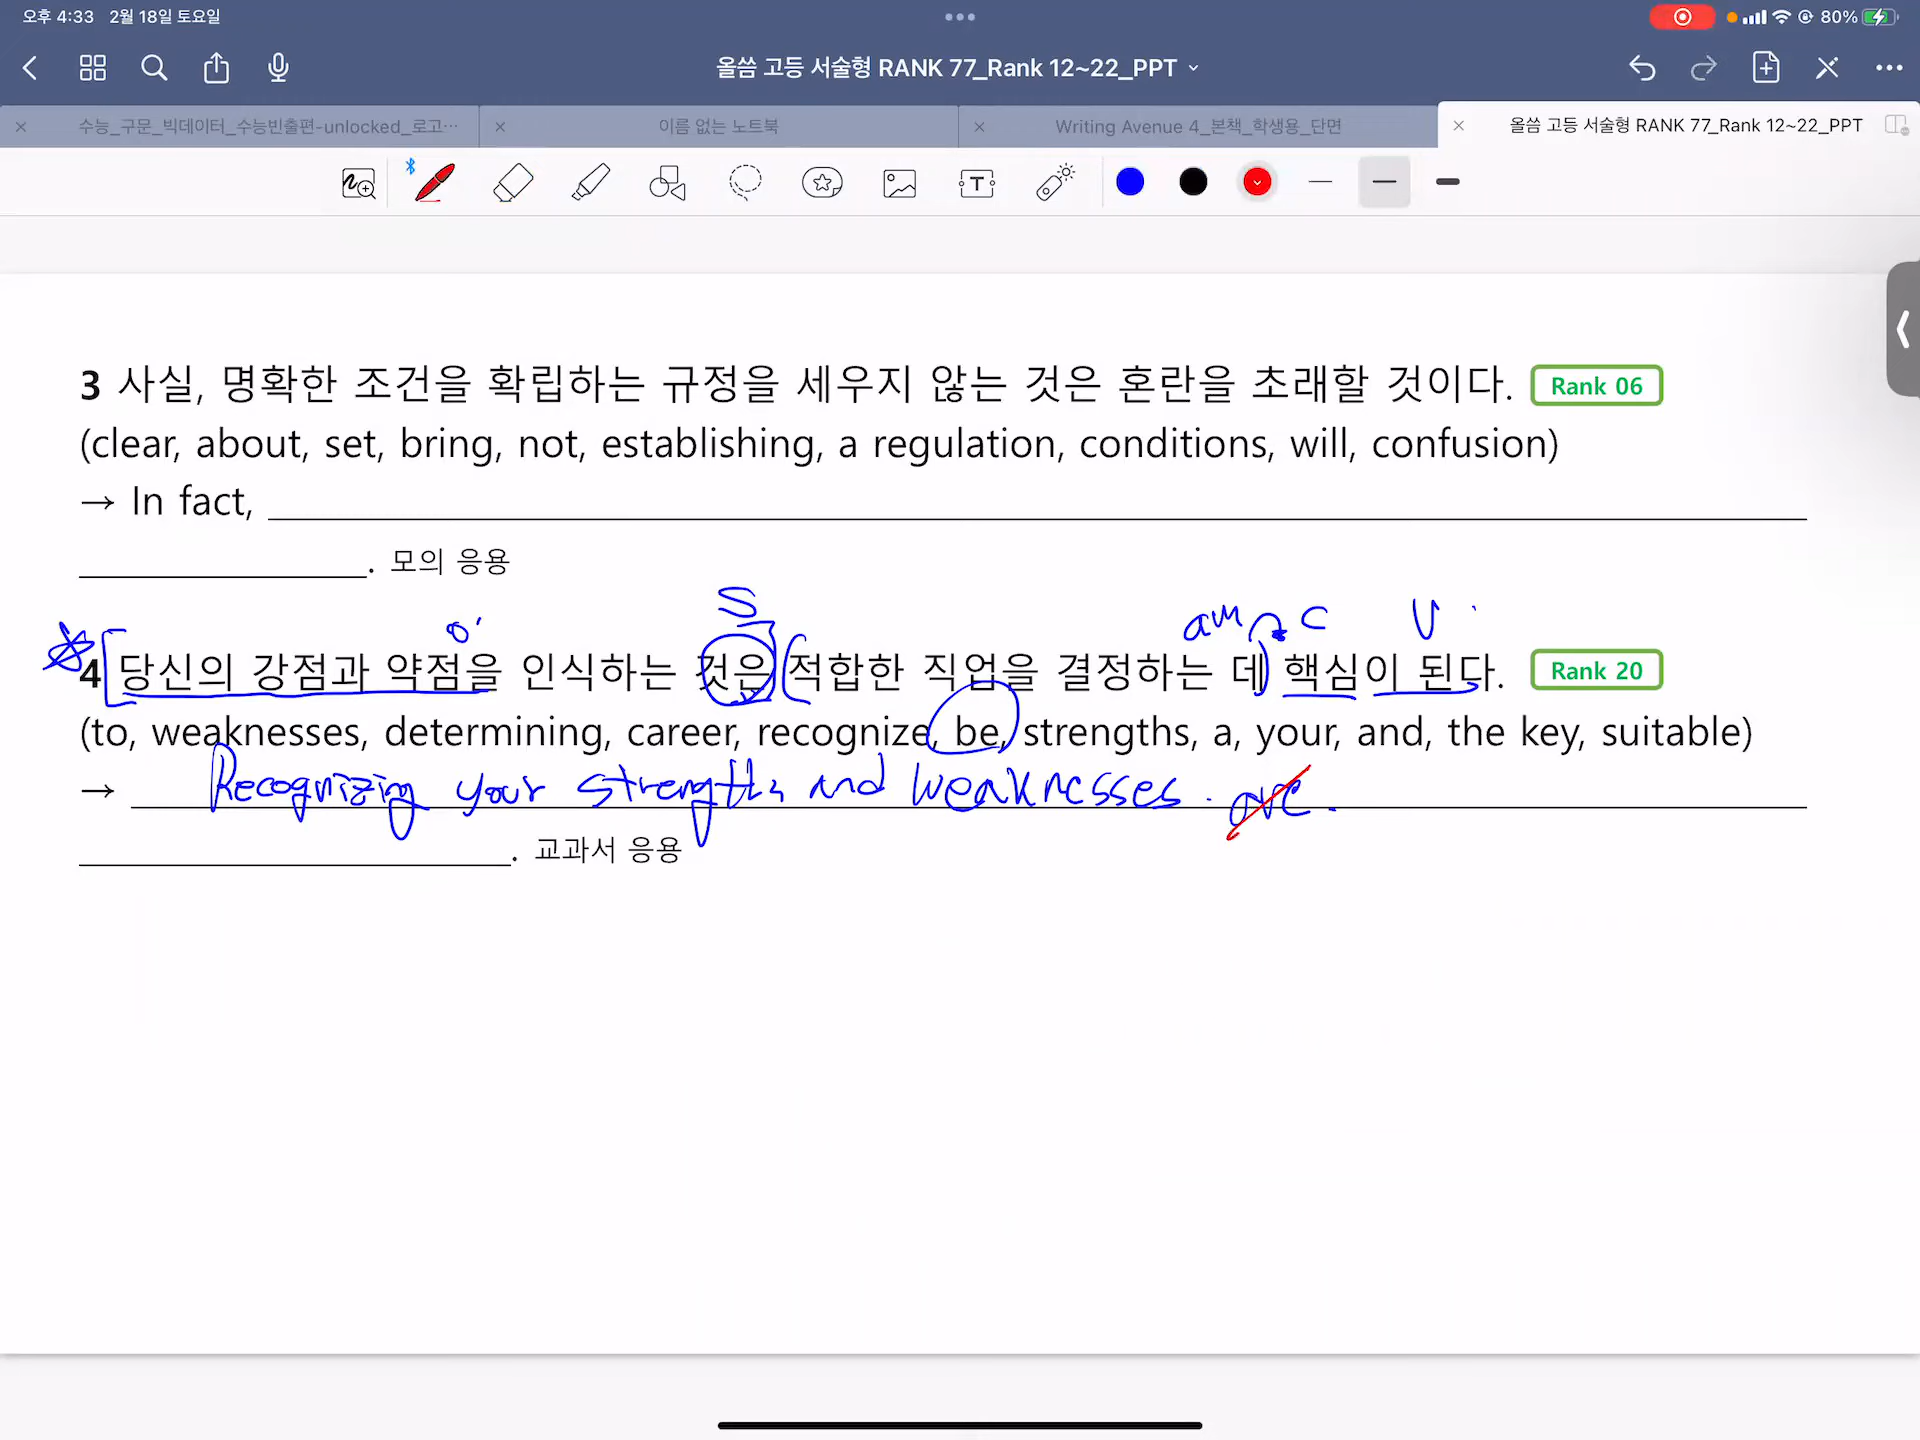 오후 4:33 2월 18일 토요일
80%
올씀 고등 서술형 RANK 77_Rank 12~22_PPT
수능_구문_빅데이터_수능빈출편-unlocked_로고…
이름 없는 노트북
Writing Avenue 4_본책_학생용_단면
올씀 고등 서술형 RANK 77_Rank 12~22_PPT
3 사실, 명확한 조건을 확립하는 규정을 세우지 않는 것은 혼란을 초래할 것이다. Rank 06
(clear, about, set, bring, not, establishing, a regulation, conditions, will, confusion)
→ In fact,
. 모의 응용
o' S am C V
4 당신의 강점과 약점을 인식하는 것은 적합한 직업을 결정하는 데 핵심이 된다. Rank 20
(to, weaknesses, determining, career, recognize, be, strengths, a, your, and, the key, suitable)
→ Recognizing your strengths and weaknesses. are.
. 교과서 응용